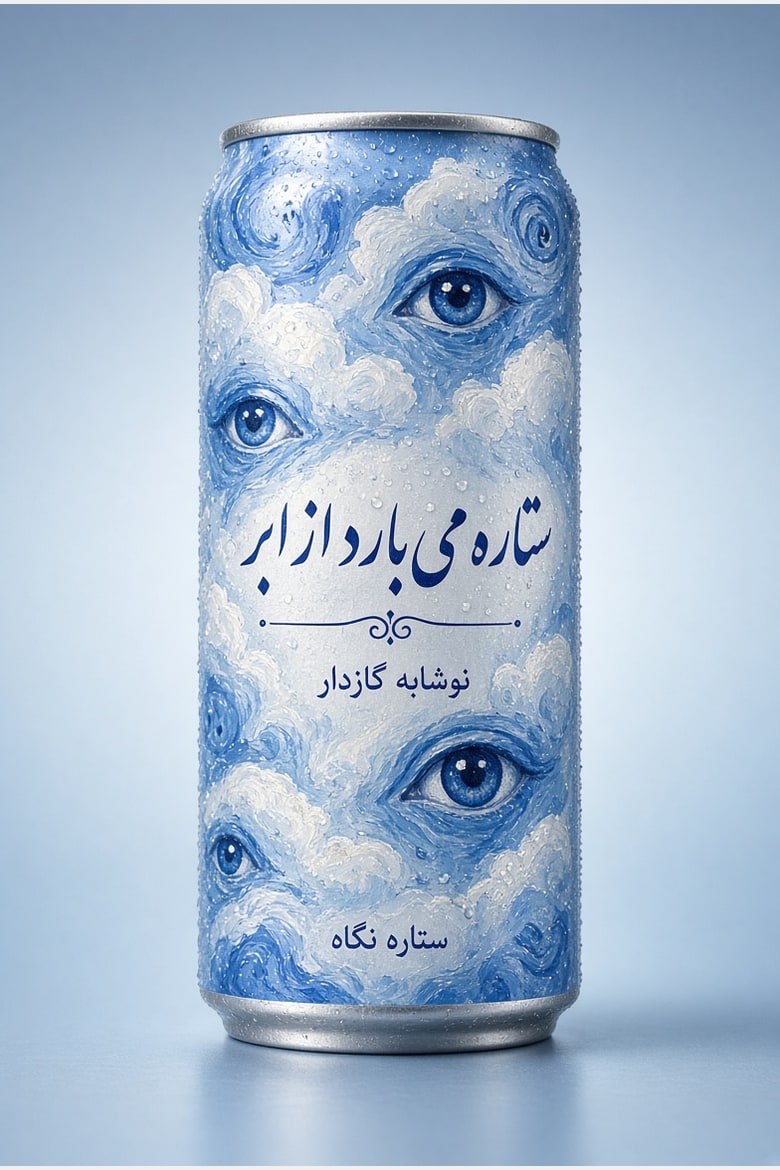 ستاره می بارد از ابر
نوشابه گازدار
ستاره نگاه